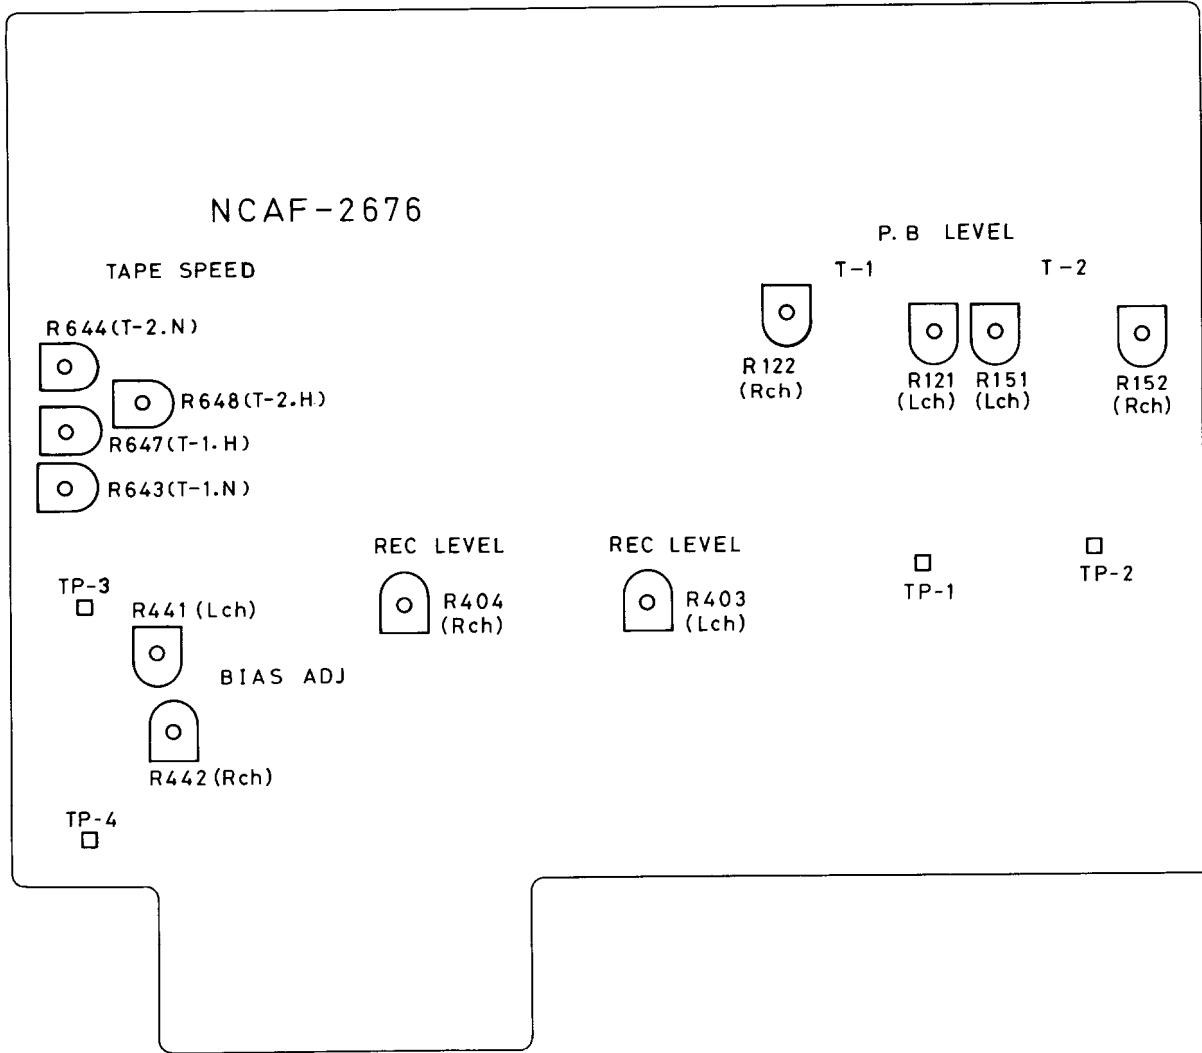 NCAF-2676
P.B LEVEL
TAPE SPEED
T-1
T-2
R644(T-2.N)
R648(T-2.H)
R647(T-1.H)
R643(T-1.N)
R122
(Rch)
R121
(Lch)
R151
(Lch)
R152
(Rch)
REC LEVEL
REC LEVEL
TP-1
TP-2
TP-3
R441(Lch)
R404
(Rch)
R403
(Lch)
BIAS ADJ
R442(Rch)
TP-4